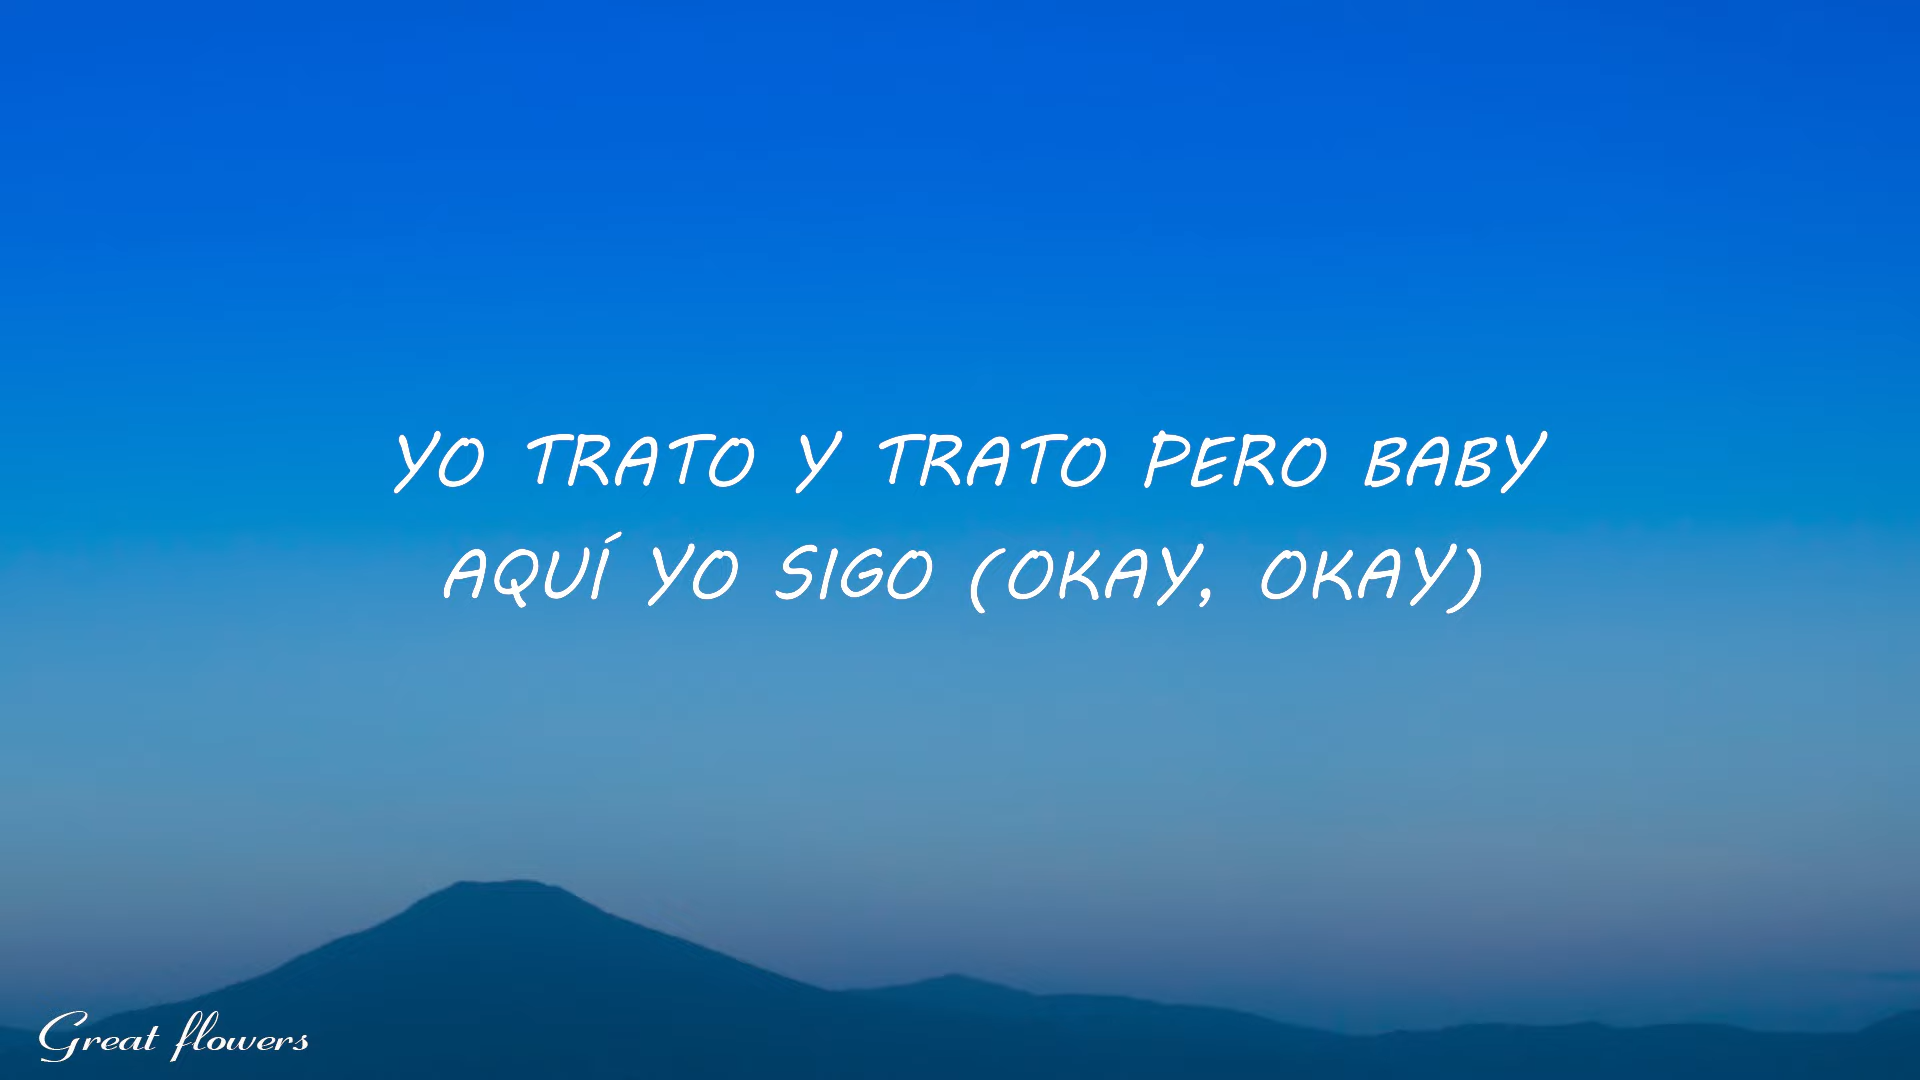 YO TRATO Y TRATO PERO BABY
AQUÍ YO SIGO (OKAY, OKAY)
Great flowers